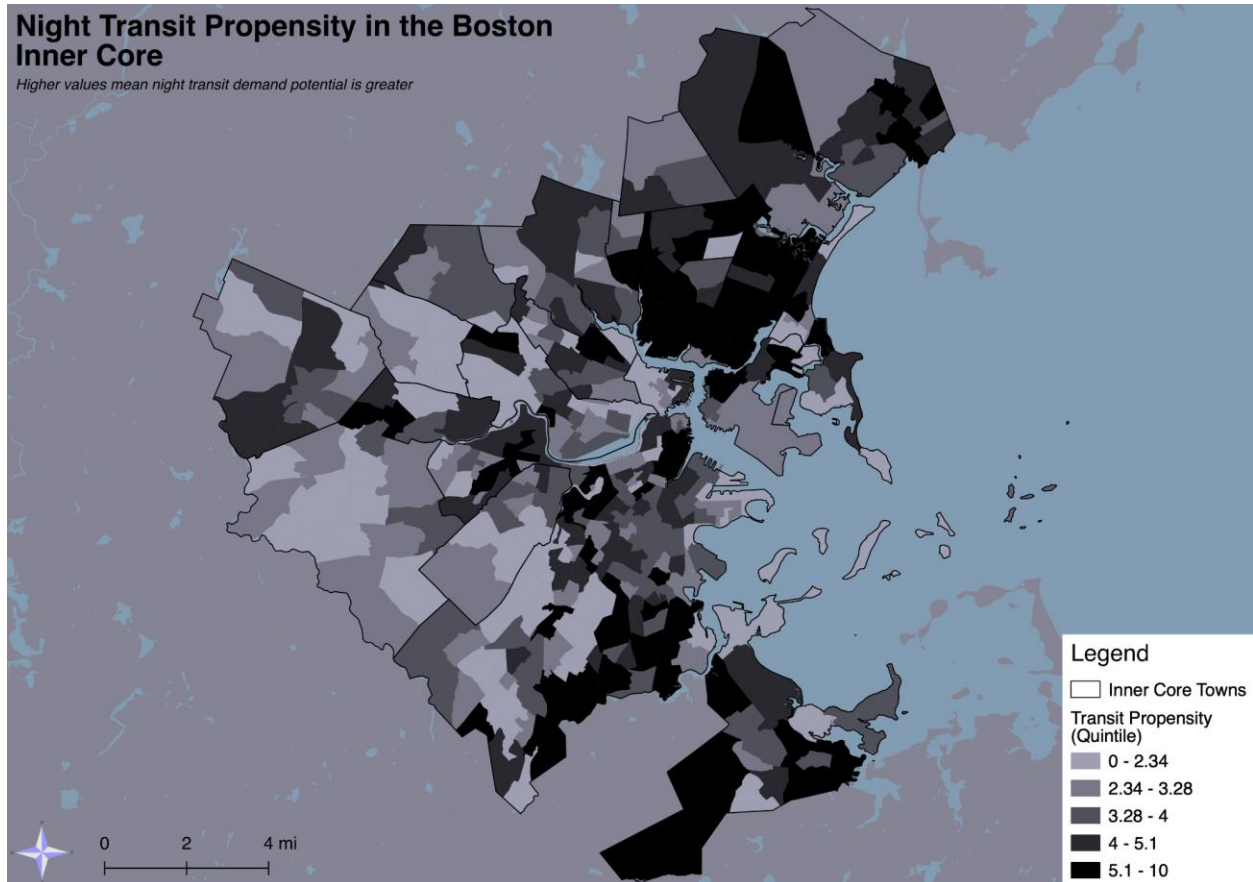 Night Transit Propensity in the Boston
Inner Core
Higher values mean night transit demand potential is greater
Legend
Inner Core Towns
Transit Propensity
(Quintile)
0 - 2.34
2.34 - 3.28
3.28 - 4
4 - 5.1
5.1 - 10
0 2 4 mi